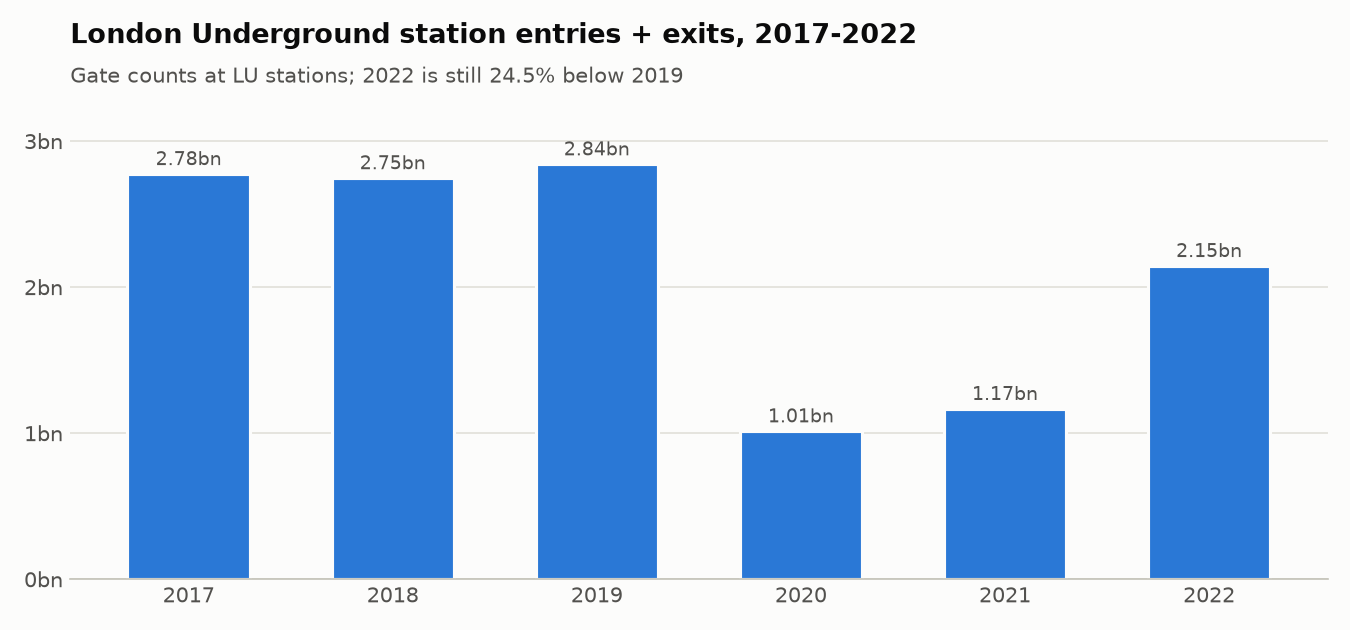 London Underground station entries + exits, 2017-2022
Gate counts at LU stations; 2022 is still 24.5% below 2019
3bn
2bn
1bn
0bn
2.78bn
2.75bn
2.84bn
1.01bn
1.17bn
2.15bn
2017
2018
2019
2020
2021
2022